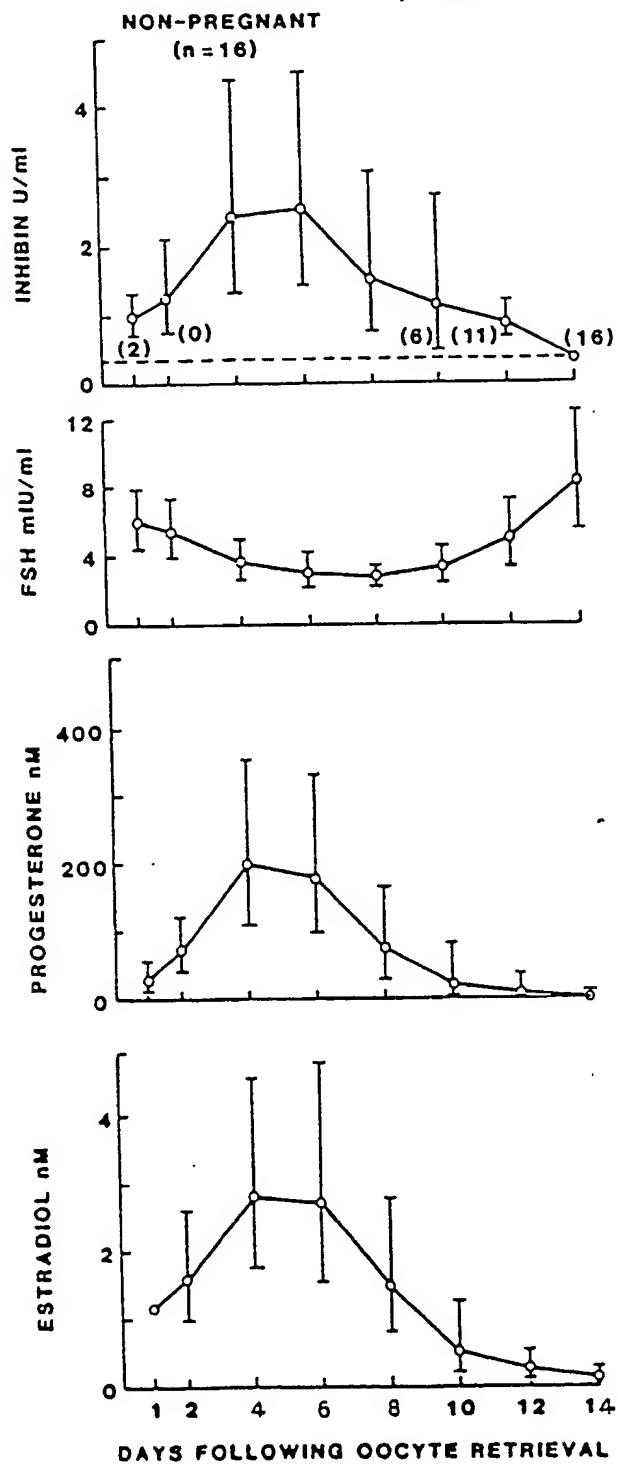 NON-PREGNANT
(n=16)
INHIBIN U/ml
4
2
0
(2)
(0)
(6)
(11)
(16)
FSH mIU/ml
12
8
4
0
PROGESTERONE nM
400
200
0
ESTRADIOL nM
4
2
0
1 2 4 6 8 10 12 14
DAYS FOLLOWING OOCYTE RETRIEVAL